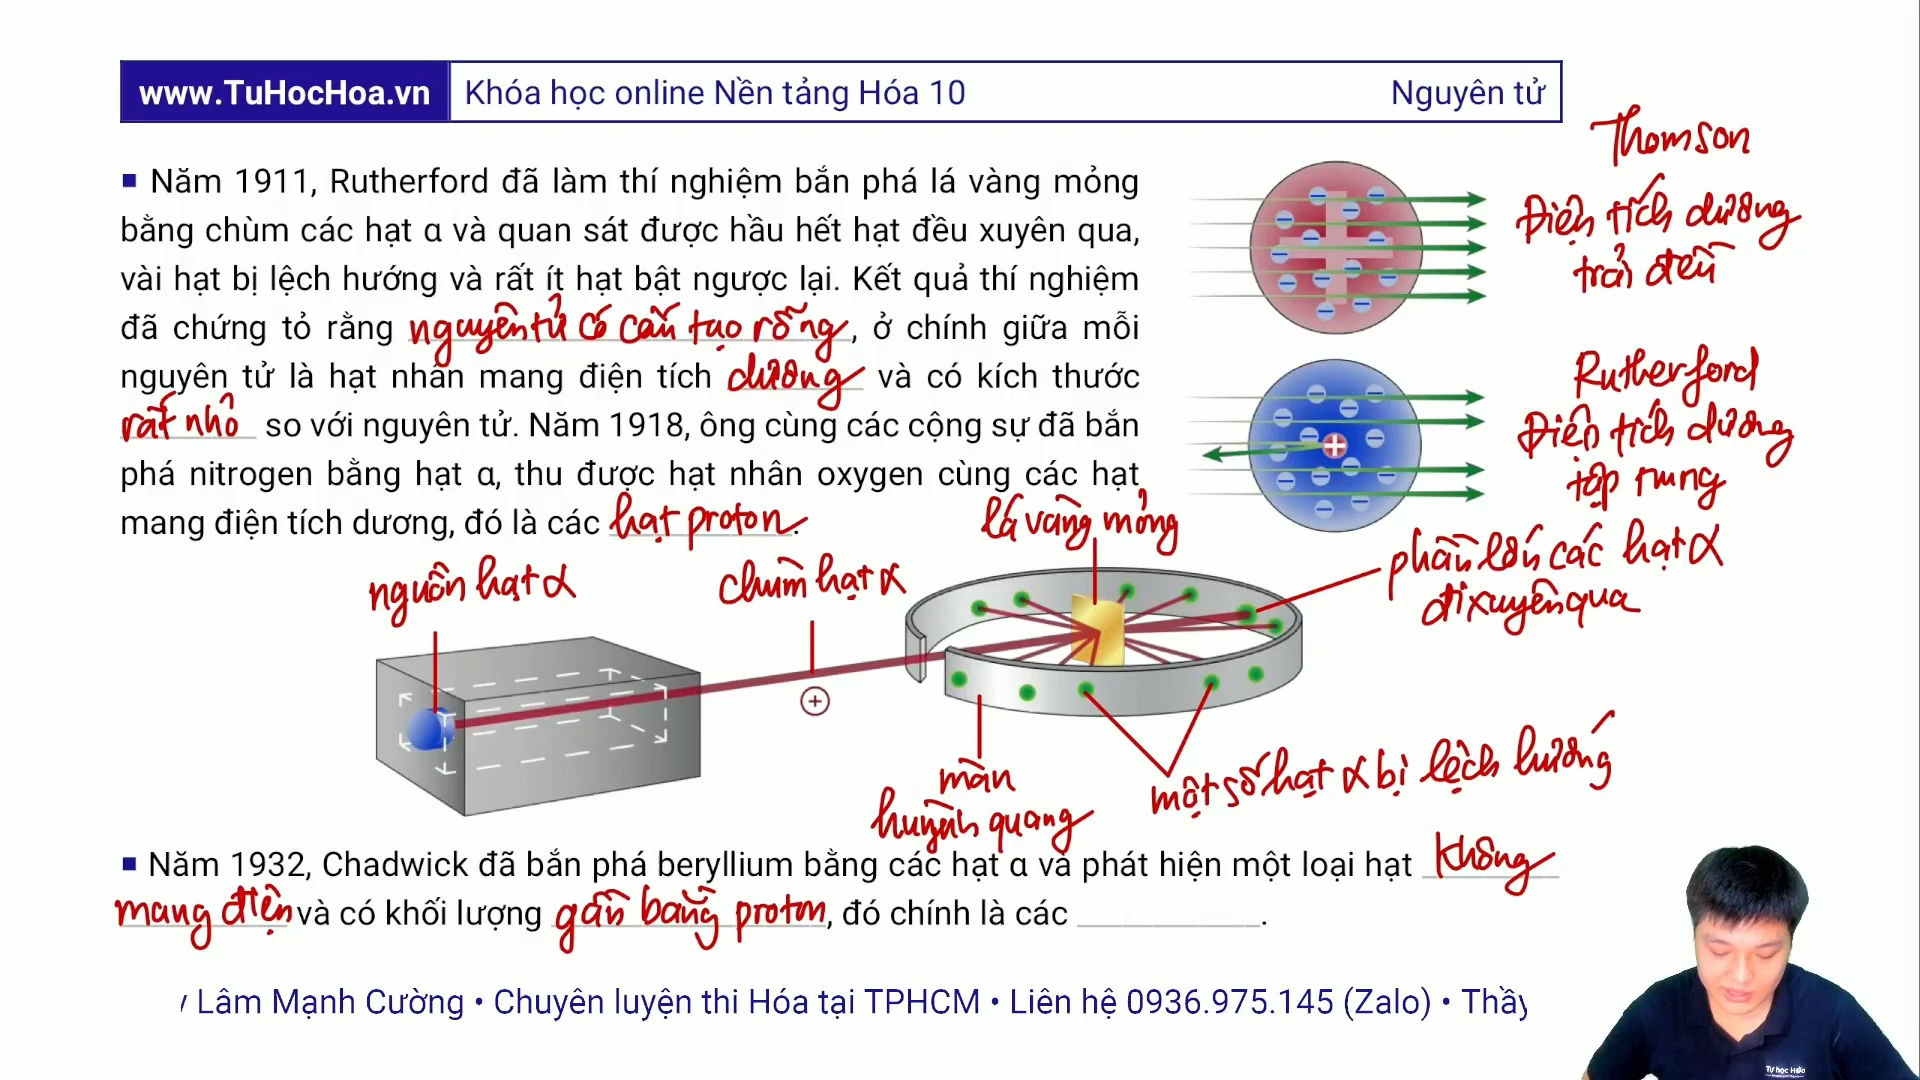 www.TuHocHoa.vn Khóa học online Nền tảng Hóa 10 Nguyên tử
▪ Năm 1911, Rutherford đã làm thí nghiệm bắn phá lá vàng mỏng
bằng chùm các hạt α và quan sát được hầu hết hạt đều xuyên qua,
vài hạt bị lệch hướng và rất ít hạt bật ngược lại. Kết quả thí nghiệm
đã chứng tỏ rằng nguyên tử có cấu tạo rỗng, ở chính giữa mỗi
nguyên tử là hạt nhân mang điện tích dương và có kích thước
rất nhỏ so với nguyên tử. Năm 1918, ông cùng các cộng sự đã bắn
phá nitrogen bằng hạt α, thu được hạt nhân oxygen cùng các hạt
mang điện tích dương, đó là các hạt proton.
Thomson
Điện tích dương
trải đều
Rutherford
Điện tích dương
tập trung
nguồn hạt α
chùm hạt α
lá vàng mỏng
phần lớn các hạt α
đi xuyên qua
màn
huỳnh quang
một số hạt α bị lệch hướng
▪ Năm 1932, Chadwick đã bắn phá beryllium bằng các hạt α và phát hiện một loại hạt không
mang điện và có khối lượng gần bằng proton, đó chính là các
Lâm Mạnh Cường • Chuyên luyện thi Hóa tại TPHCM • Liên hệ 0936.975.145 (Zalo) • Thầy
Tự học Hóa